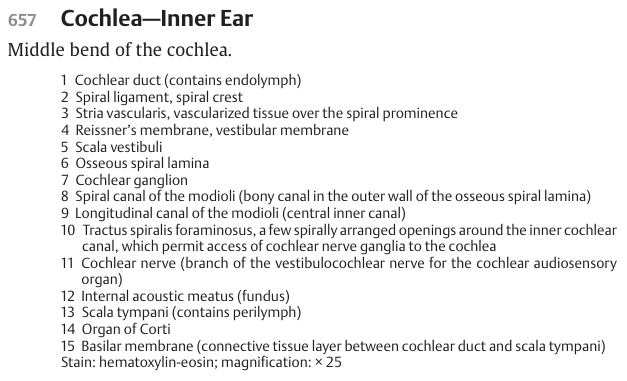 657 Cochlea—Inner Ear
Middle bend of the cochlea.
1 Cochlear duct (contains endolymph)
2 Spiral ligament, spiral crest
3 Stria vascularis, vascularized tissue over the spiral prominence
4 Reissner’s membrane, vestibular membrane
5 Scala vestibuli
6 Osseous spiral lamina
7 Cochlear ganglion
8 Spiral canal of the modioli (bony canal in the outer wall of the osseous spiral lamina)
9 Longitudinal canal of the modioli (central inner canal)
10 Tractus spiralis foraminosus, a few spirally arranged openings around the inner cochlear
canal, which permit access of cochlear nerve ganglia to the cochlea
11 Cochlear nerve (branch of the vestibulocochlear nerve for the cochlear audiosensory
organ)
12 Internal acoustic meatus (fundus)
13 Scala tympani (contains perilymph)
14 Organ of Corti
15 Basilar membrane (connective tissue layer between cochlear duct and scala tympani)
Stain: hematoxylin-eosin; magnification: × 25